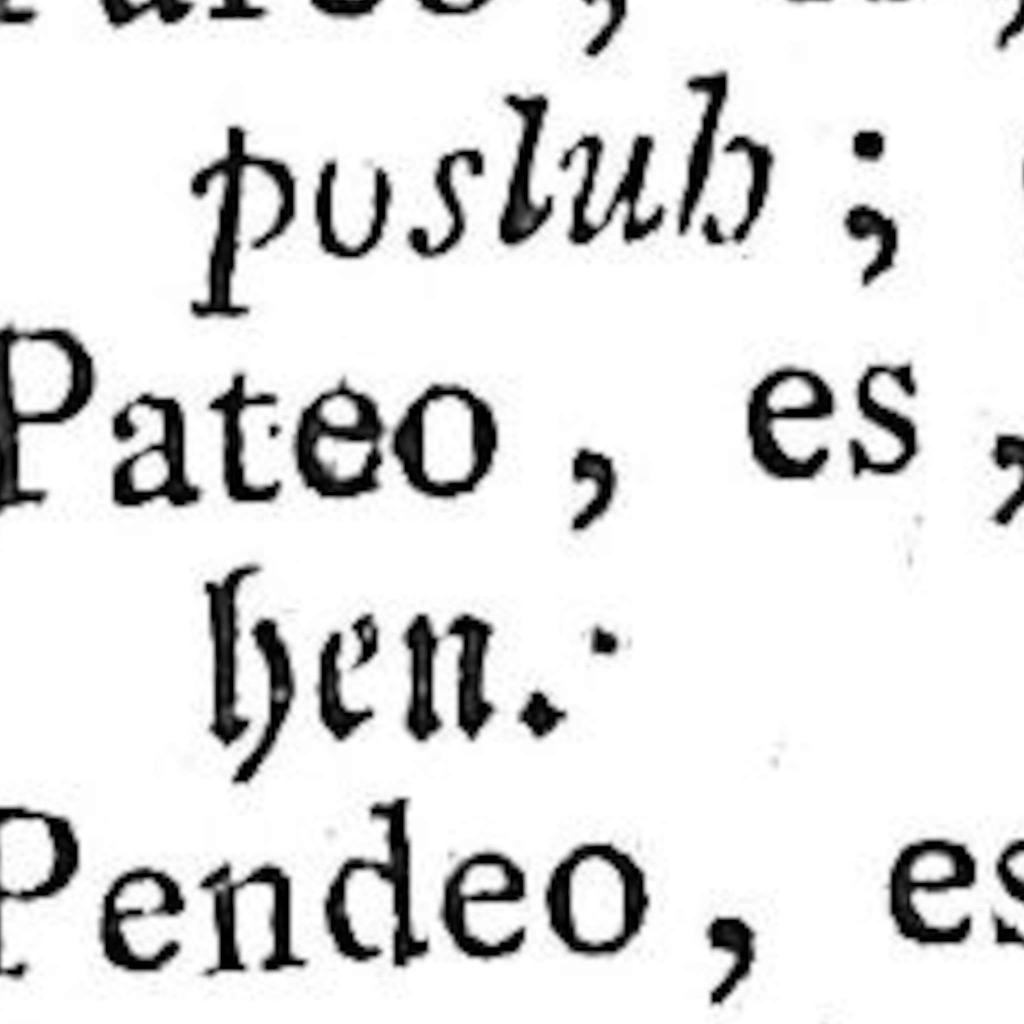 pusluh ;
Pateo , es ,
hen.
Pendeo , es